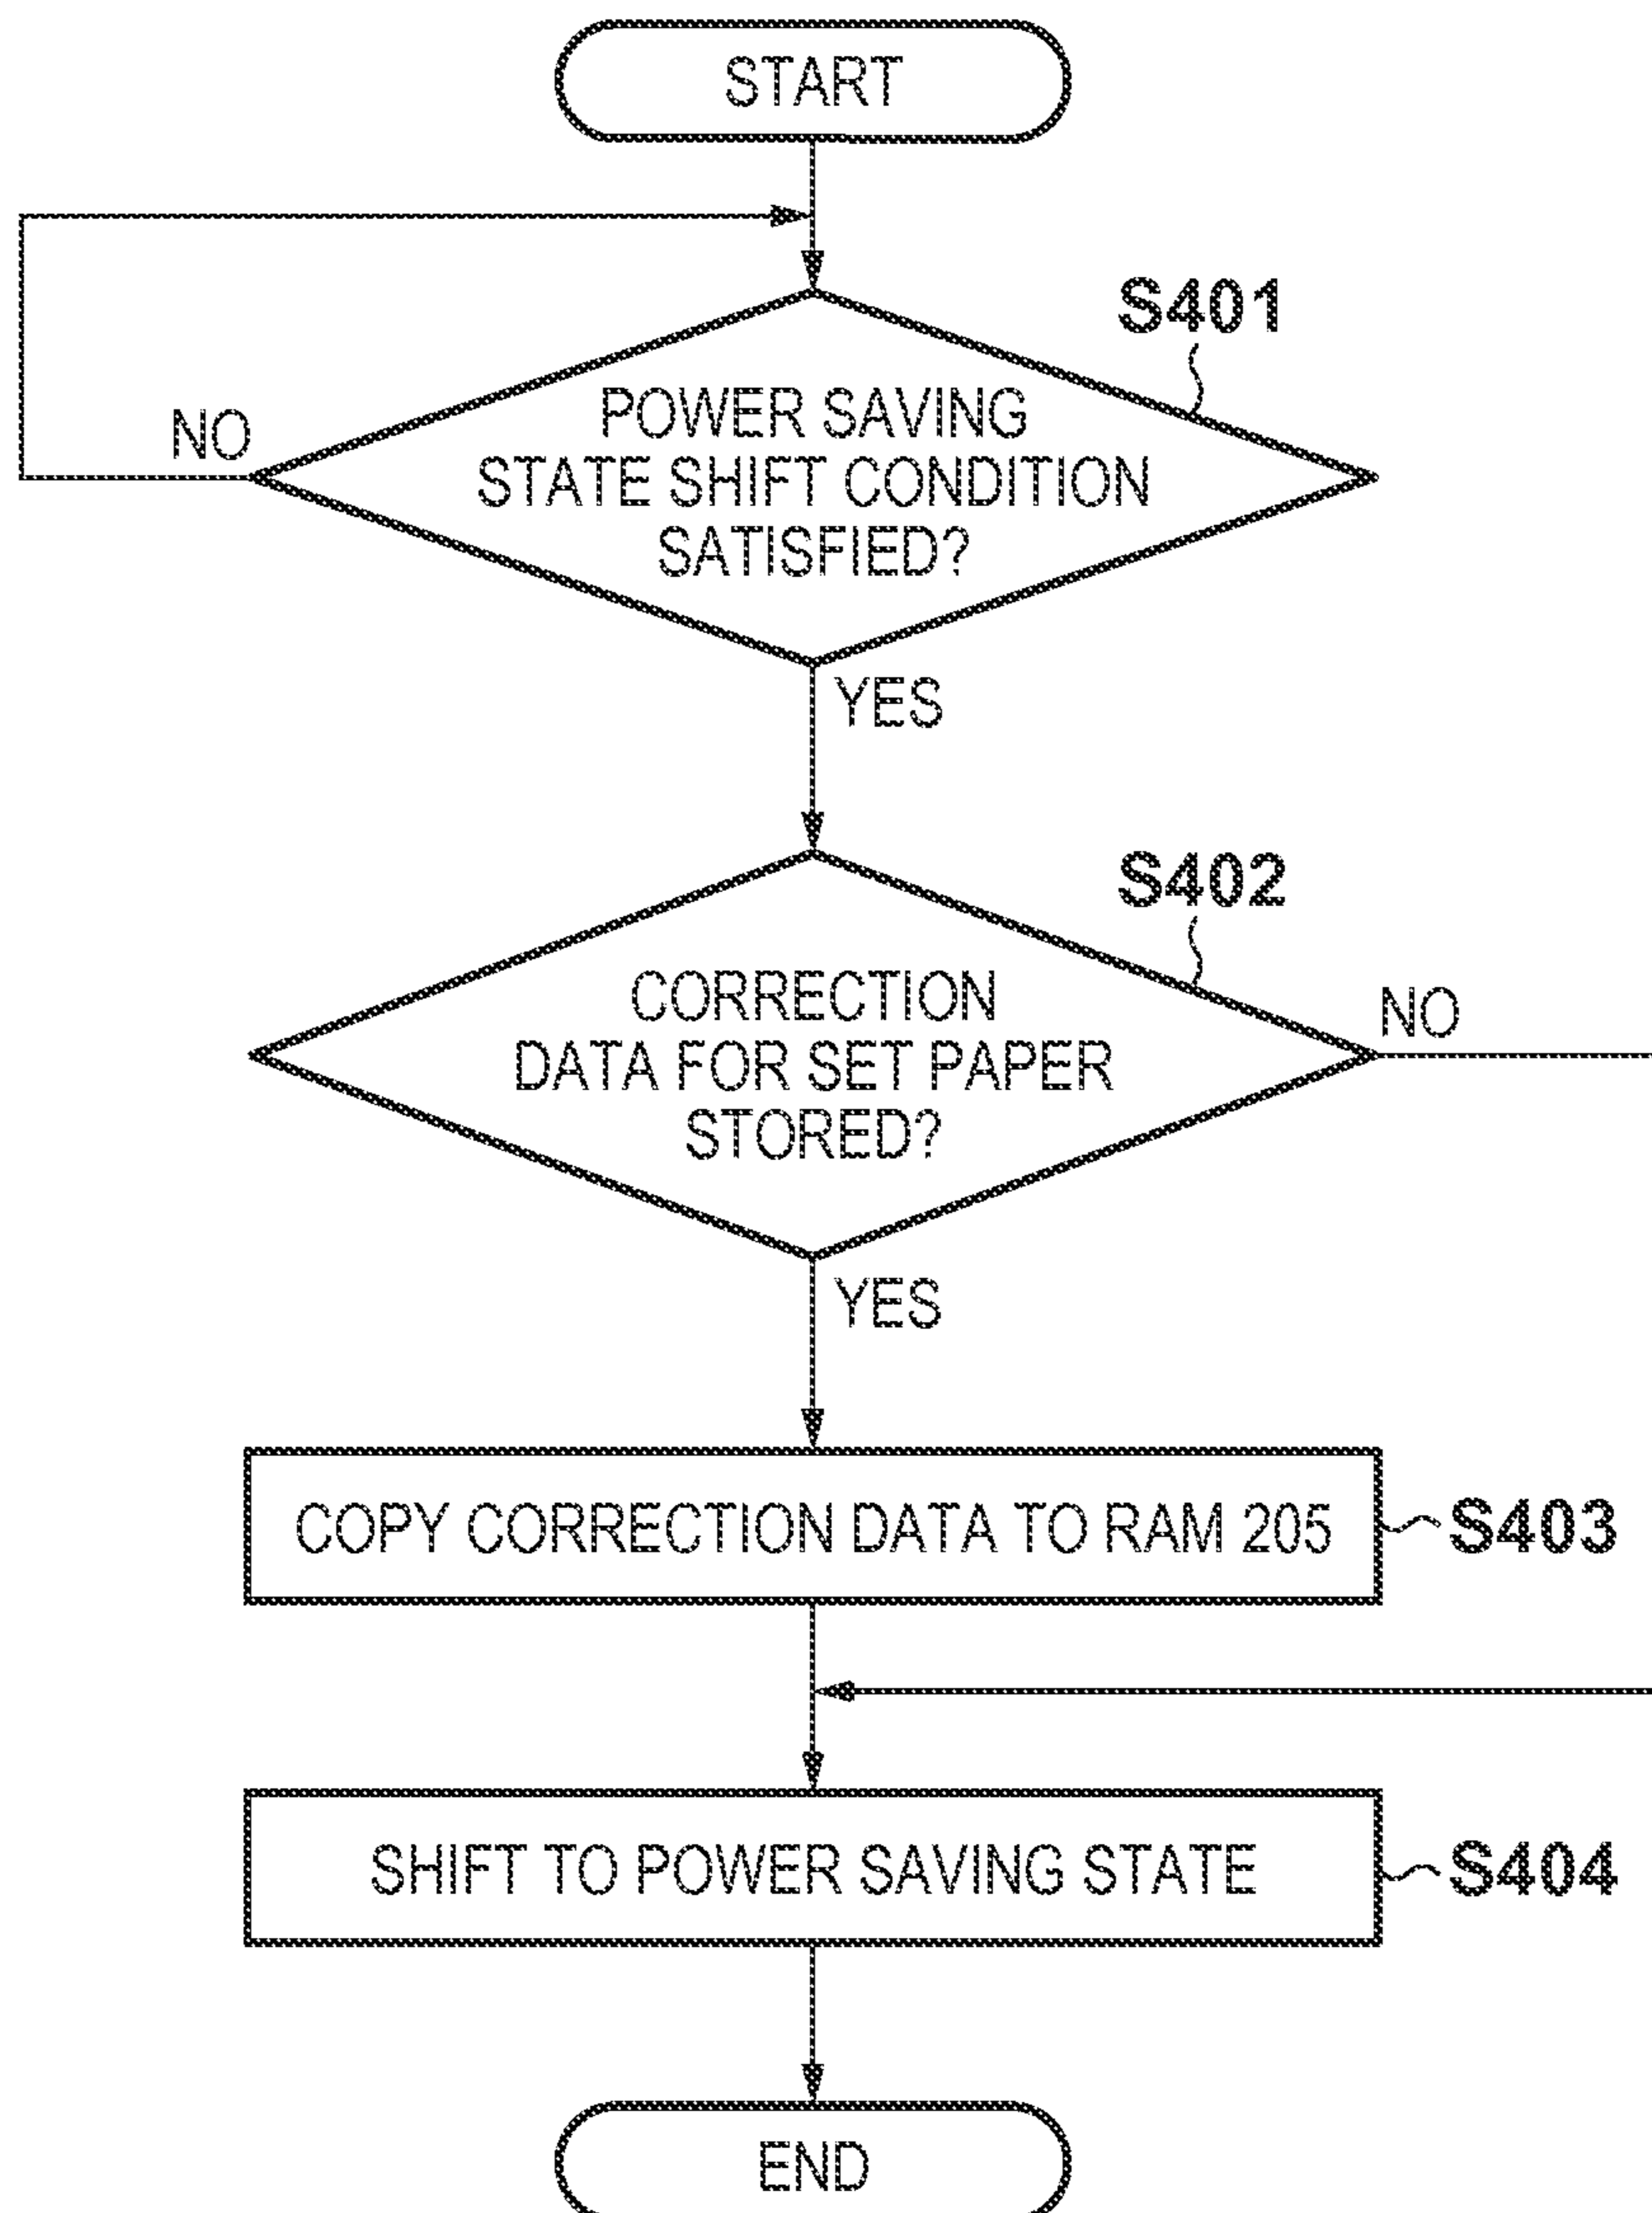 START
S401
POWER SAVING
STATE SHIFT CONDITION
SATISFIED?
NO
YES
S402
CORRECTION
DATA FOR SET PAPER
STORED?
NO
YES
COPY CORRECTION DATA TO RAM 205
S403
SHIFT TO POWER SAVING STATE
S404
END